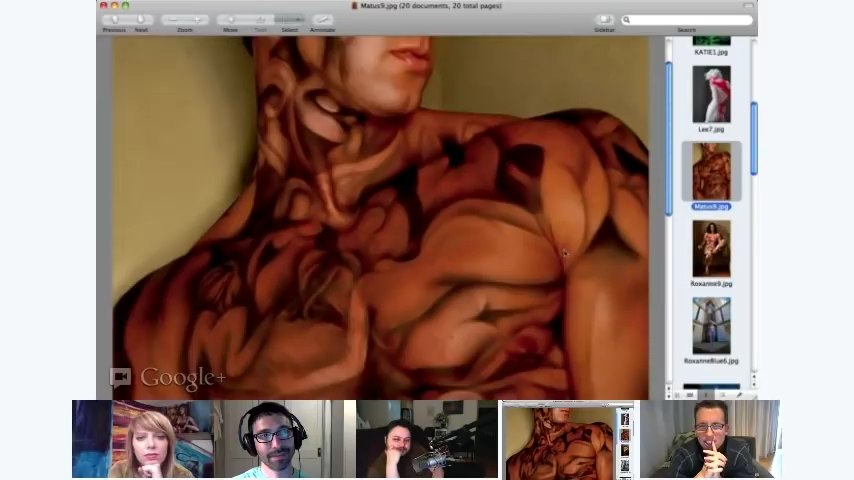 Matus9.jpg (20 documents, 20 total pages)
Previous
Next
Zoom
Move
Text
Select
Annotate
Sidebar
Search
KATIE1.jpg
Lee7.jpg
Matus9.jpg
Roxanne9.jpg
RoxanneBlue6.jpg
Google+